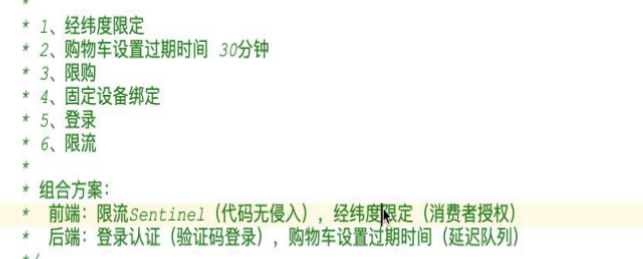 *
* 1、经纬度限定
* 2、购物车设置过期时间 30分钟
* 3、限购
* 4、固定设备绑定
* 5、登录
* 6、限流
*
* 组合方案：
* 前端：限流Sentinel（代码无侵入），经纬度限定（消费者授权）
* 后端：登录认证（验证码登录），购物车设置过期时间（延迟队列）
*/